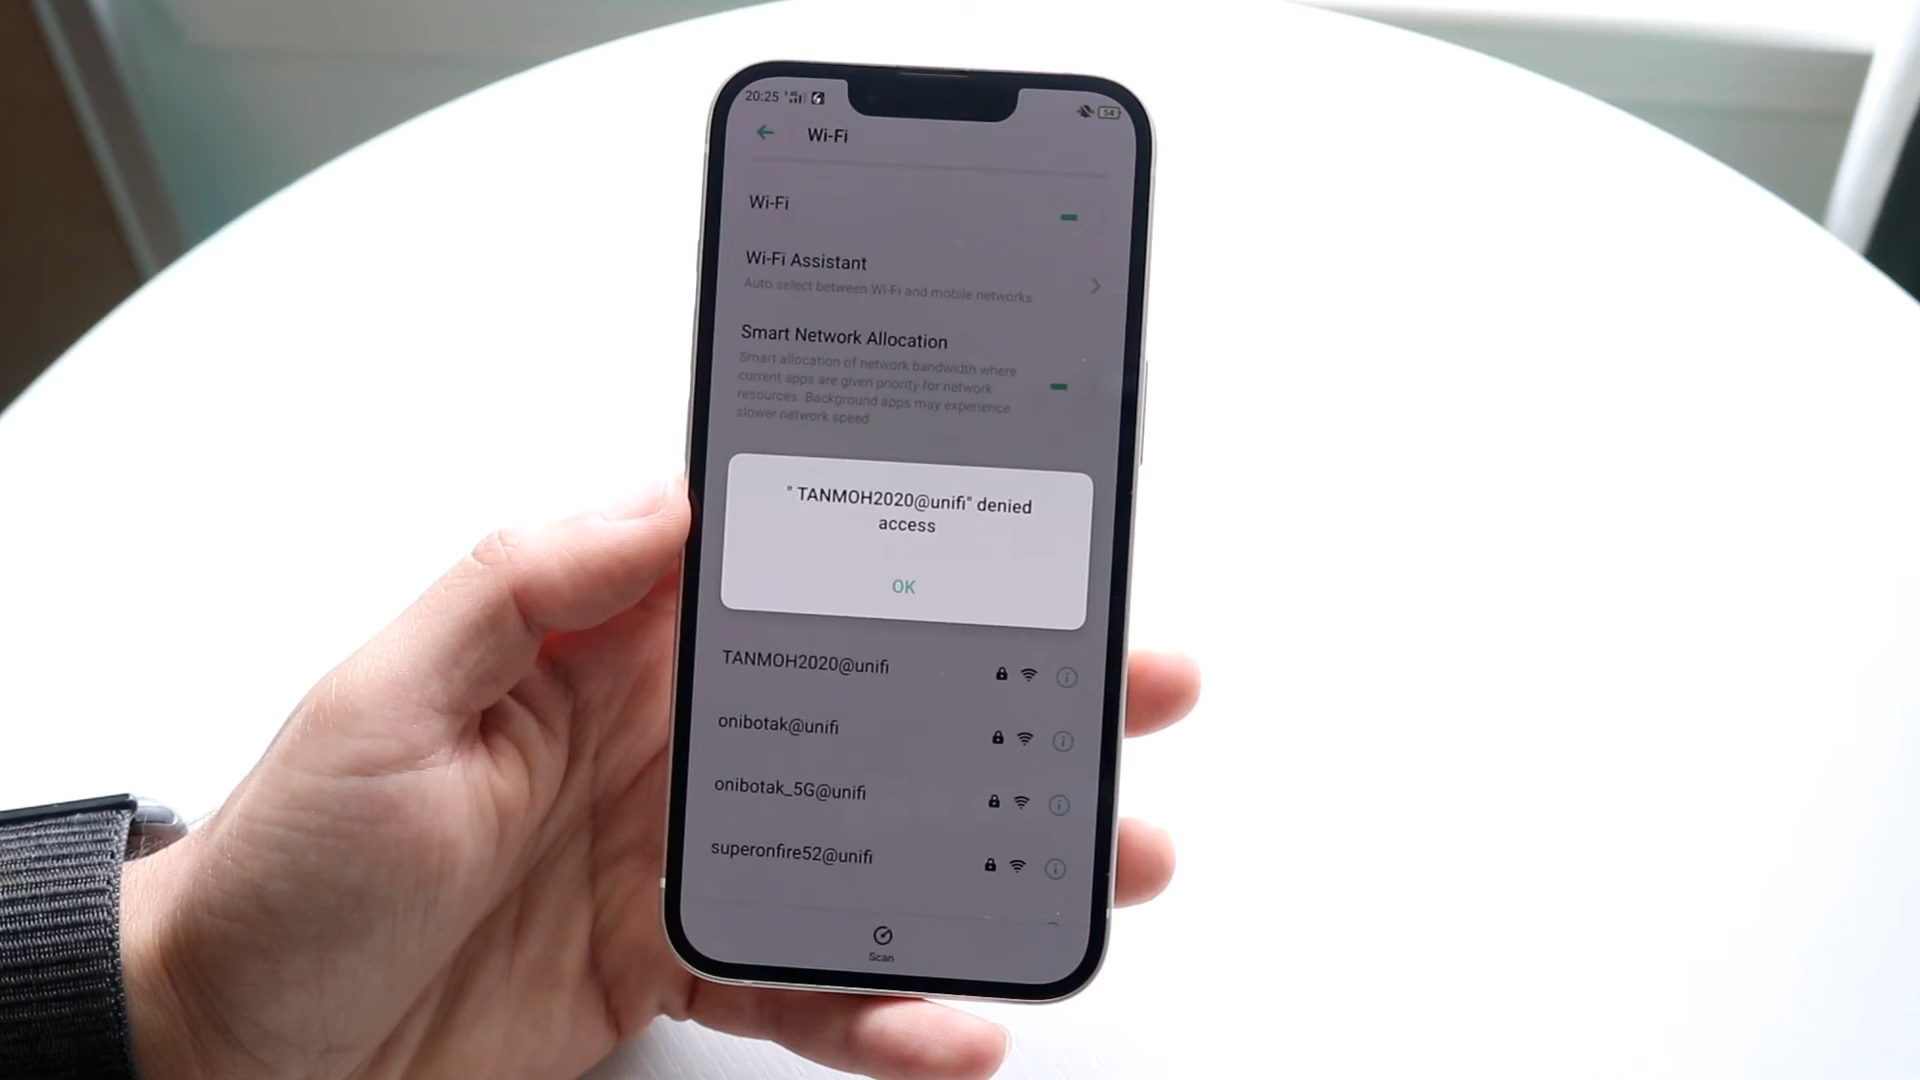 20:25
54
Wi-Fi
Wi-Fi
Wi-Fi Assistant
Auto select between Wi-Fi and mobile networks
Smart Network Allocation
Smart allocation of network bandwidth where
current apps are given priority for network
resources. Background apps may experience
slower network speed
" TANMOH2020@unifi" denied
access
OK
TANMOH2020@unifi
onibotak@unifi
onibotak_5G@unifi
superonfire52@unifi
Scan